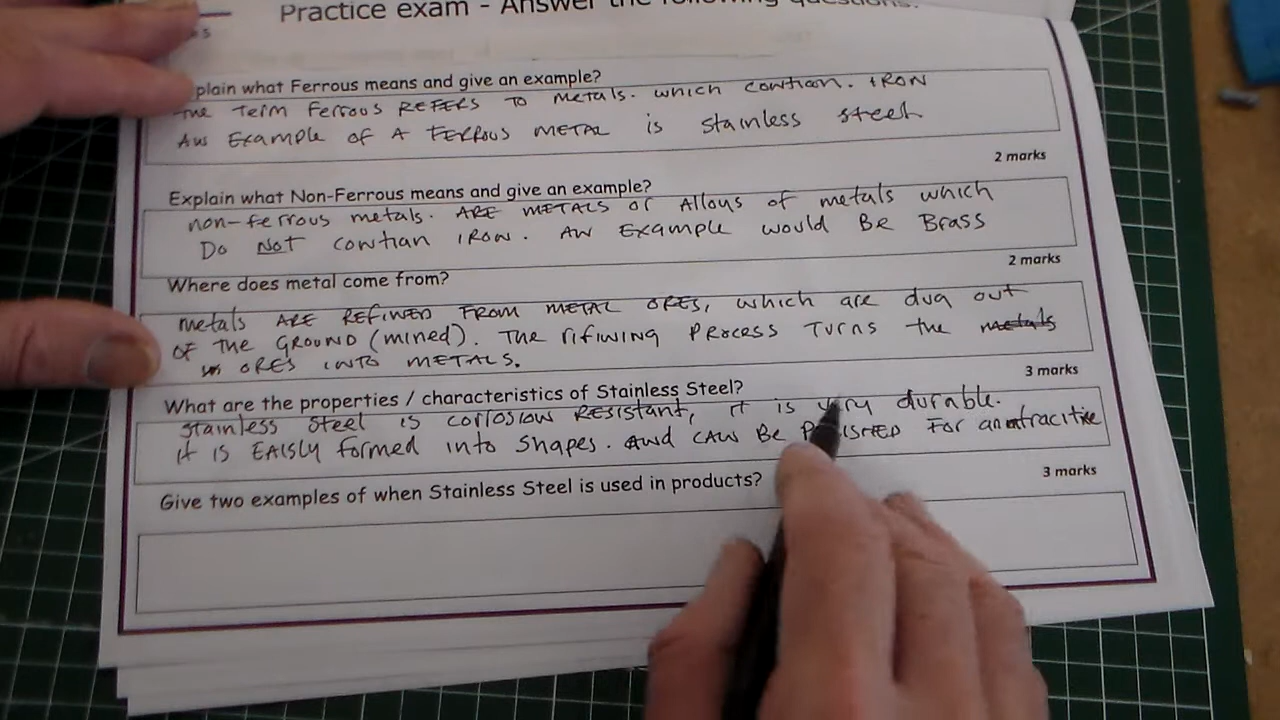 Practice exam - Answer the following questions.
5
plain what Ferrous means and give an example?
The Term Ferrous REFERS TO Metals. which contian. IRON
AN Example OF A FERROUS METAL is stainless steel
2 marks
Explain what Non-Ferrous means and give an example?
non-ferrous metals. ARE METALS or Alloys of metals which
Do Not contian IRON. AN Example would Be Brass
2 marks
Where does metal come from?
metals ARE REFINED FROM METAL ORES, which are dug out
OF THE GROUND (mined). THE rifining PROCESS TURNS the metals
ORES INTO METALS.
3 marks
What are the properties / characteristics of Stainless Steel?
stainless steel is corrosion RESISTANT, it is very durable.
it IS EAISLY formed into shapes. AND CAN BE POLISHED FOR an
3 marks
Give two examples of when Stainless Steel is used in products?